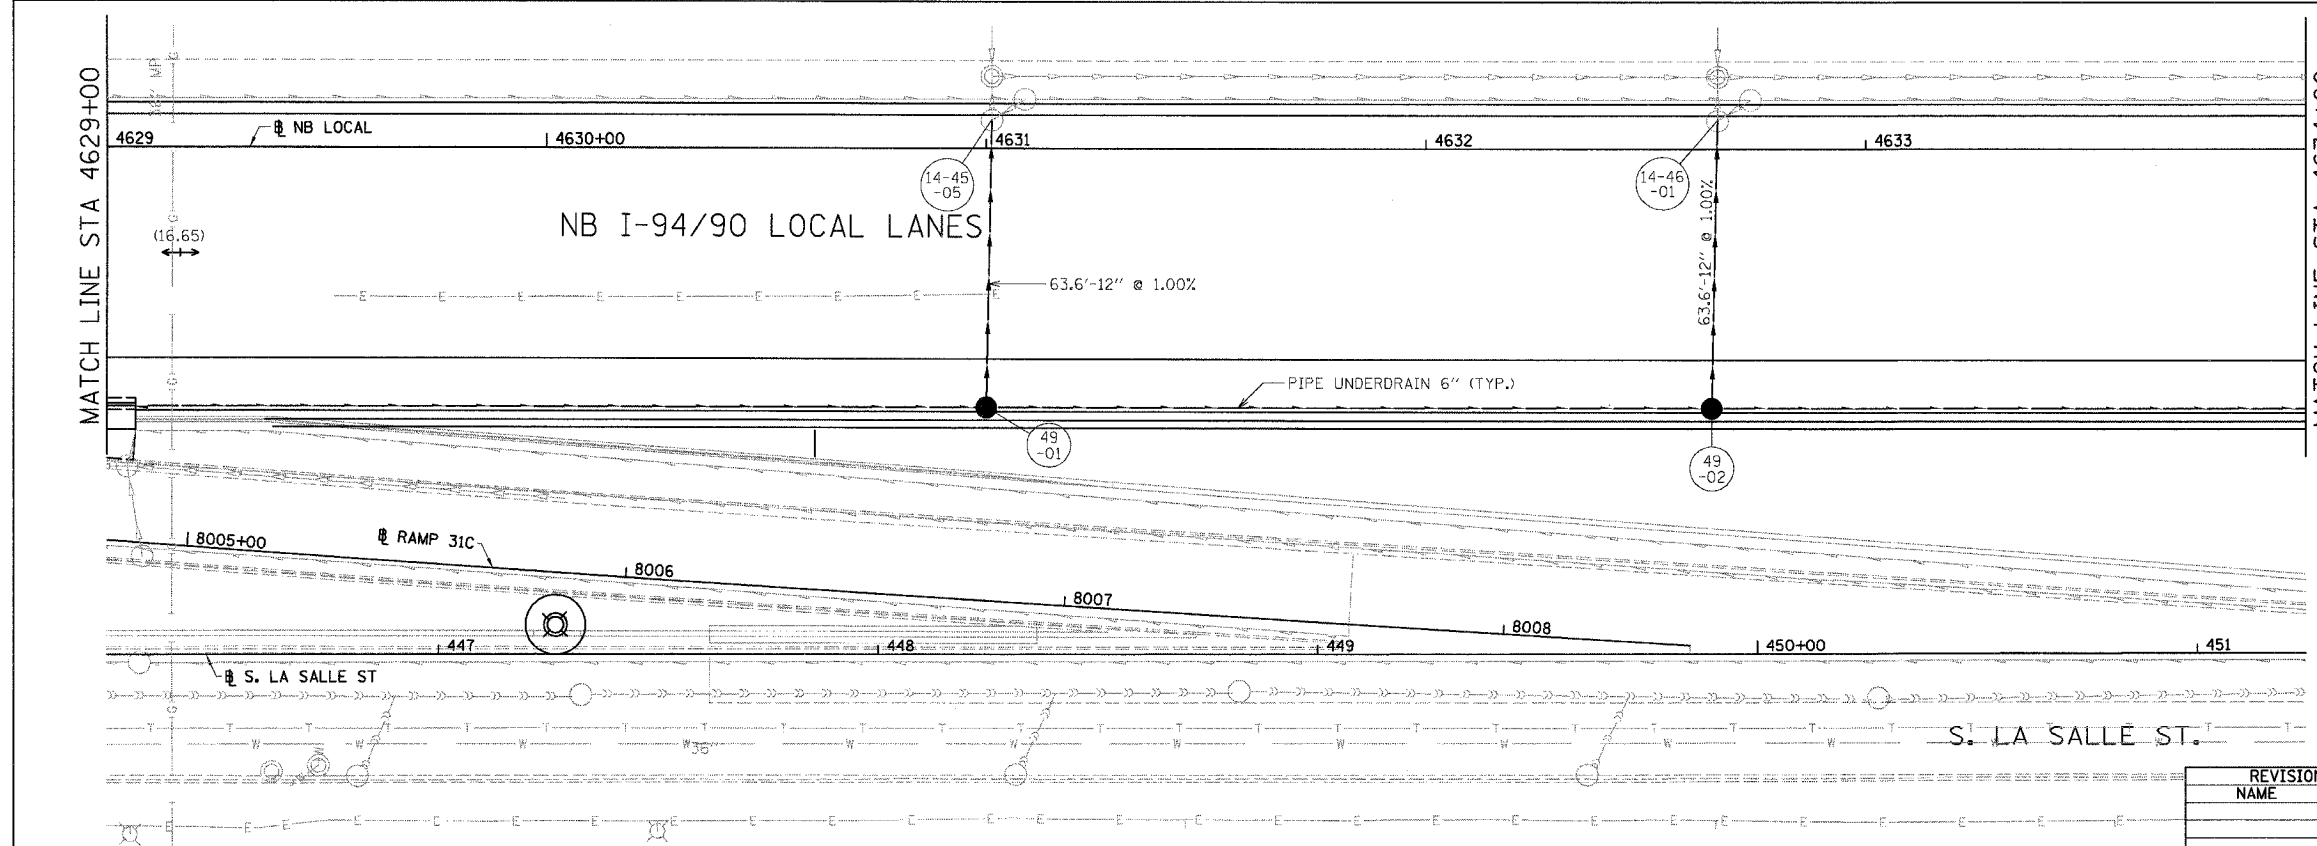 MATCH LINE STA 4629+00
MP
G
℄ NB LOCAL
4629
4630+00
4631
4632
4633
14-45
-05
14-46
-01
NB I-94/90 LOCAL LANES
G
(16.65)
63.6'-12" @ 1.00%
63.6'-12" @ 1.00%
E E E E E E E E E
G
PIPE UNDERDRAIN 6" (TYP.)
49
-01
49
-02
8005+00
℄ RAMP 31C
8006
8007
8008
447
448
449
450+00
451
℄ S. LA SALLE ST
G
T T T T T T T
W W W 36" W W W W W
S. LA SALLE ST.
E E E E E E E E E
REVISION
NAME